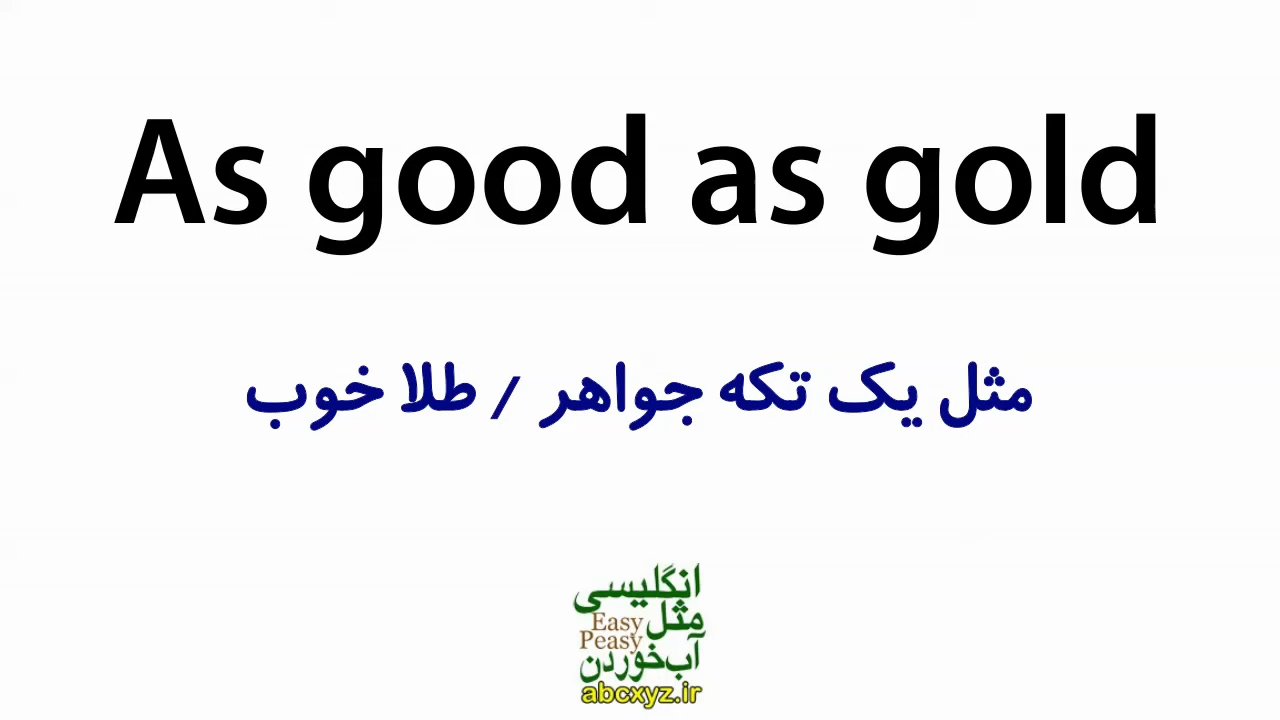 As good as gold
مثل یک تکه جواهر / طلا خوب
انگلیسی
مثل Easy
Peasy
آب‌خوردن
abcxyz.ir